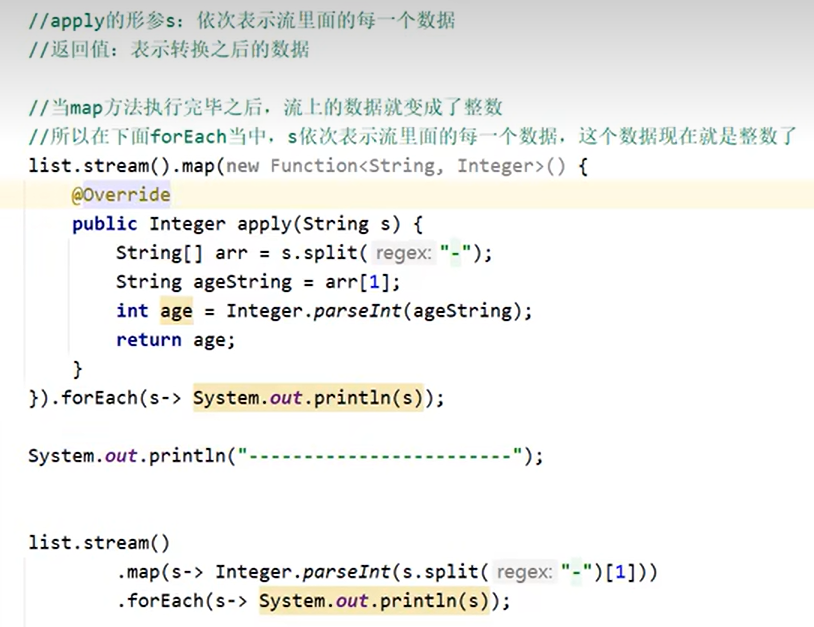 //apply的形参s：依次表示流里面的每一个数据
//返回值：表示转换之后的数据
//当map方法执行完毕之后，流上的数据就变成了整数
//所以在下面forEach当中，s依次表示流里面的每一个数据，这个数据现在就是整数了
list.stream().map(new Function<String, Integer>() {
@Override
public Integer apply(String s) {
String[] arr = s.split( regex: "-");
String ageString = arr[1];
int age = Integer.parseInt(ageString);
return age;
}
}).forEach(s-> System.out.println(s));
System.out.println("------------------------");
list.stream()
.map(s-> Integer.parseInt(s.split( regex: "-")[1]))
.forEach(s-> System.out.println(s));